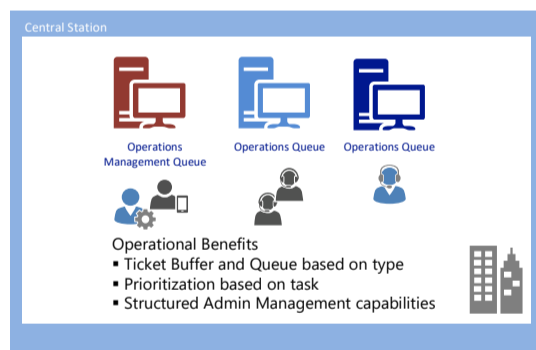 Central Station
Operations
Management Queue
Operations Queue
Operations Queue
Operational Benefits
▪ Ticket Buffer and Queue based on type
▪ Prioritization based on task
▪ Structured Admin Management capabilities